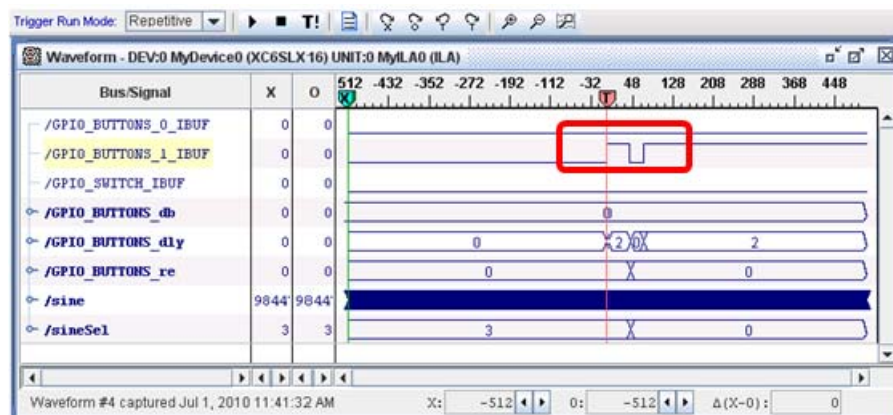 Trigger Run Mode: Repetitive T!
Waveform - DEV:0 MyDevice0 (XC6SLX16) UNIT:0 MyILA0 (ILA)
Bus/Signal X O 512 -432 -352 -272 -192 -112 -32 48 128 208 288 368 448
X T
/GPIO_BUTTONS_0_IBUF 0 0
/GPIO_BUTTONS_1_IBUF 0 0
/GPIO_SWITCH_IBUF 0 0
/GPIO_BUTTONS_db 0 0 0
/GPIO_BUTTONS_dly 0 0 0 2 0 2
/GPIO_BUTTONS_re 0 0 0 0
/sine 9844 9844
/sineSel 3 3 3 0
Waveform #4 captured Jul 1, 2010 11:41:32 AM X: -512 O: -512 Δ(X-O): 0